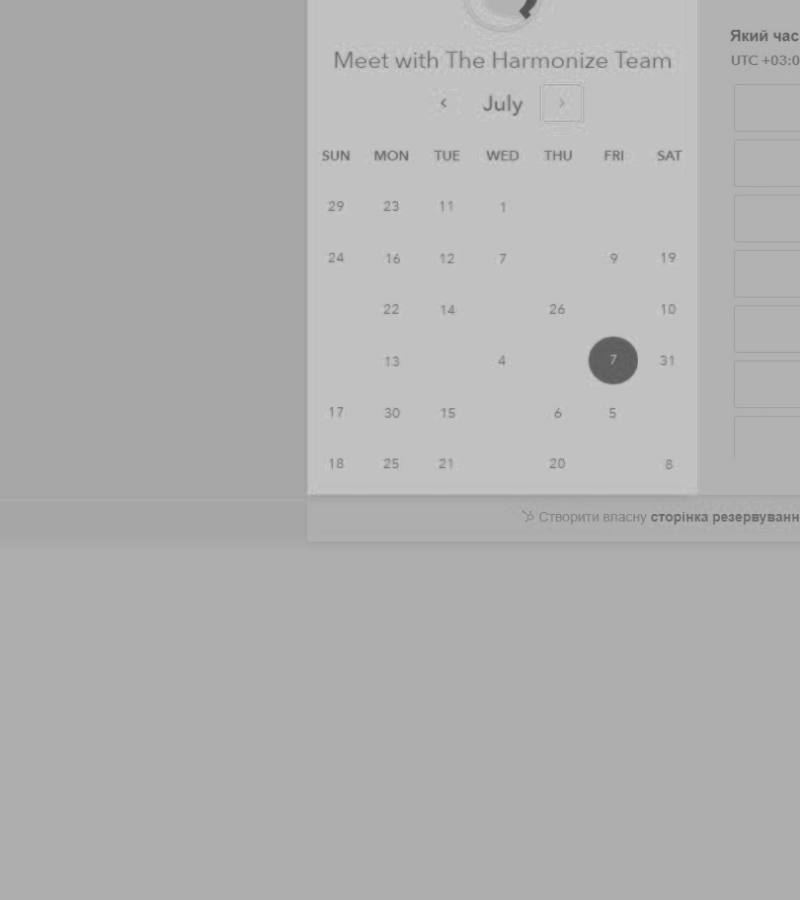 Meet with The Harmonize Team
July
SUN MON TUE WED THU FRI SAT
29 23 11 1
24 16 12 7 9 19
22 14 26 10
13 4 7 31
17 30 15 6 5
18 25 21 20 8
Який час
UTC +03:0
Створити власну сторінка резервуванн